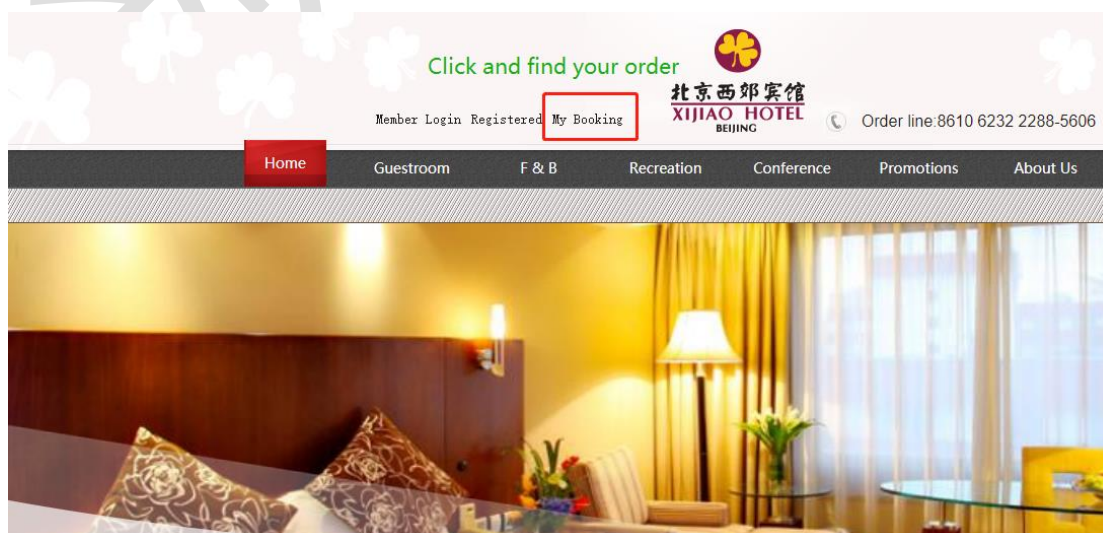 Click and find your order
北京西郊宾馆
XIJIAO HOTEL
BEIJING
Member Login Registered My Booking
Order line:8610 6232 2288-5606
Home Guestroom F & B Recreation Conference Promotions About Us